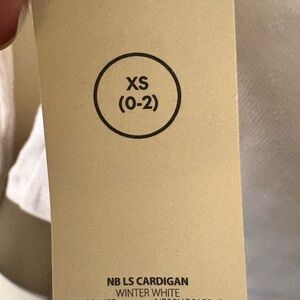 XS
(0-2)
NB LS CARDIGAN
WINTER WHITE